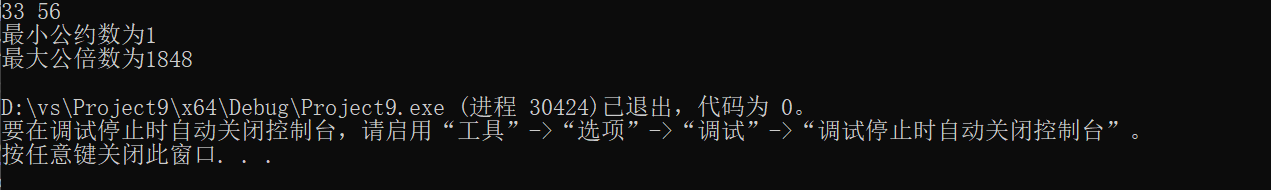 33 56
最小公约数为1
最大公倍数为1848
D:\vs\Project9\x64\Debug\Project9.exe (进程 30424)已退出，代码为 0。
要在调试停止时自动关闭控制台，请启用“工具”->“选项”->“调试”->“调试停止时自动关闭控制台”。
按任意键关闭此窗口. . .